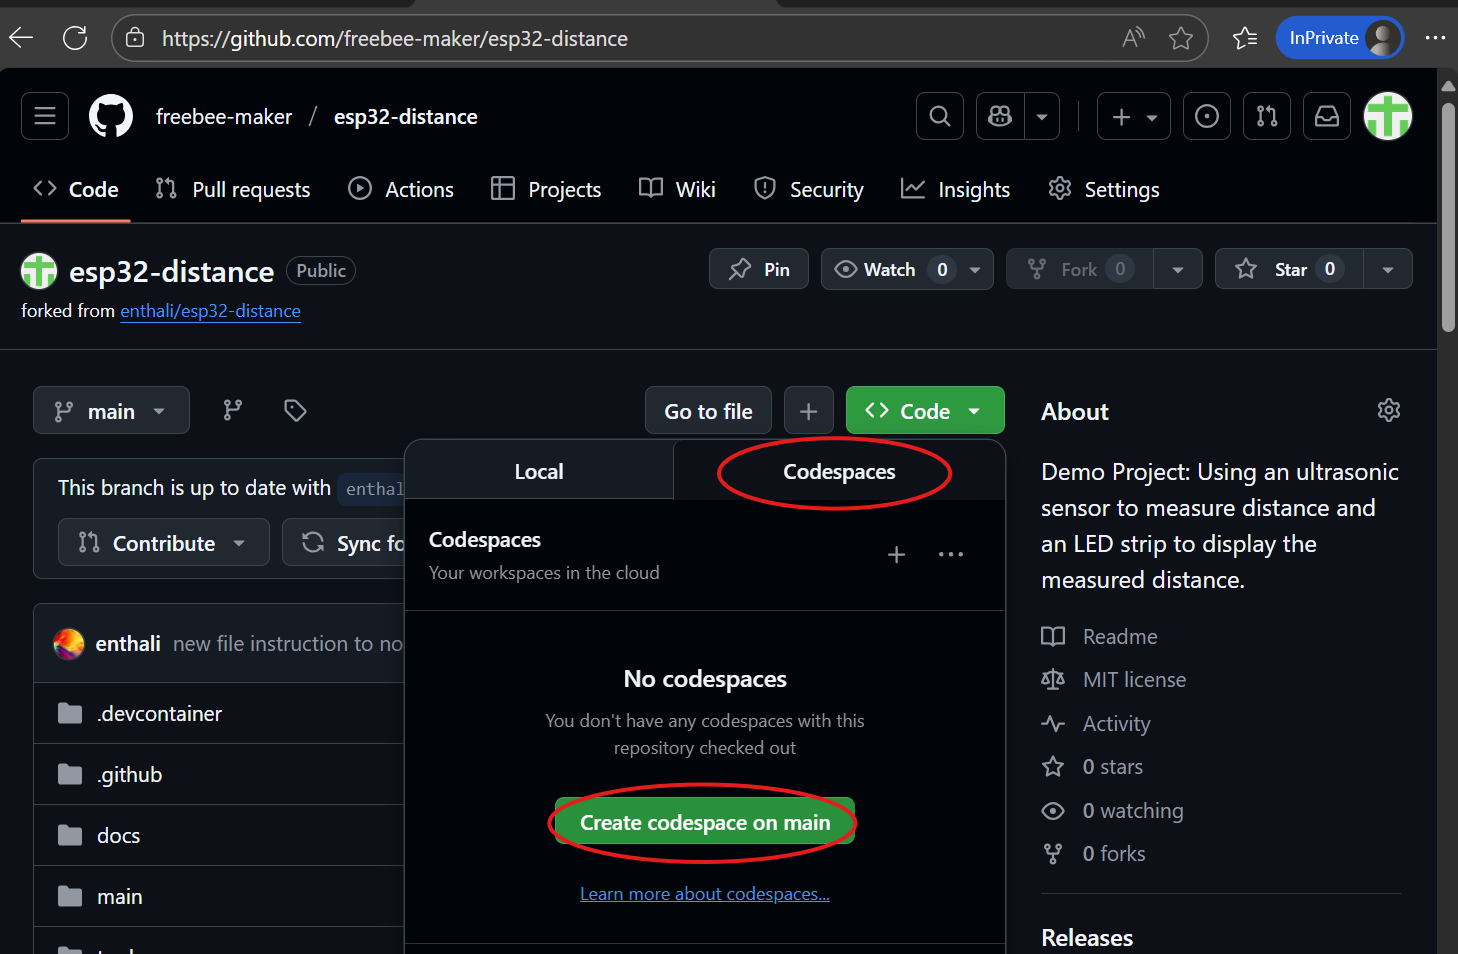 https://github.com/freebee-maker/esp32-distance
InPrivate
freebee-maker / esp32-distance
Code Pull requests Actions Projects Wiki Security Insights Settings
esp32-distance Public
Pin Watch 0 Fork 0 Star 0
forked from enthali/esp32-distance
main Go to file Code
Local Codespaces
This branch is up to date with enthal
Contribute Sync fo
Codespaces
Your workspaces in the cloud
enthali new file instruction to no
No codespaces
You don't have any codespaces with this
repository checked out
Create codespace on main
Learn more about codespaces...
.devcontainer
.github
docs
main
About
Demo Project: Using an ultrasonic
sensor to measure distance and
an LED strip to display the
measured distance.
Readme
MIT license
Activity
0 stars
0 watching
0 forks
Releases